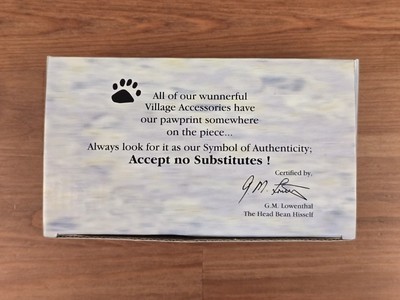 All of our wunnerful
Village Accessories have
our pawprint somewhere
on the piece...
Always look for it as our Symbol of Authenticity;
Accept no Substitutes !
Certified by,
G.M. Lowenthal
G.M. Lowenthal
The Head Bean Hisself